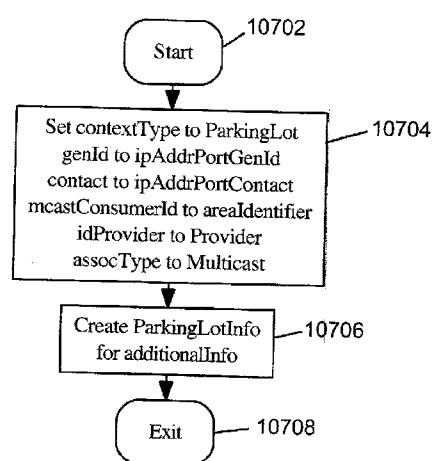 10702
Start
10704
Set contextType to ParkingLot
genId to ipAddrPortGenId
contact to ipAddrPortContact
mcastConsumerId to areaIdentifier
idProvider to Provider
assocType to Multicast
Create ParkingLotInfo
for additionalInfo
10706
Exit
10708